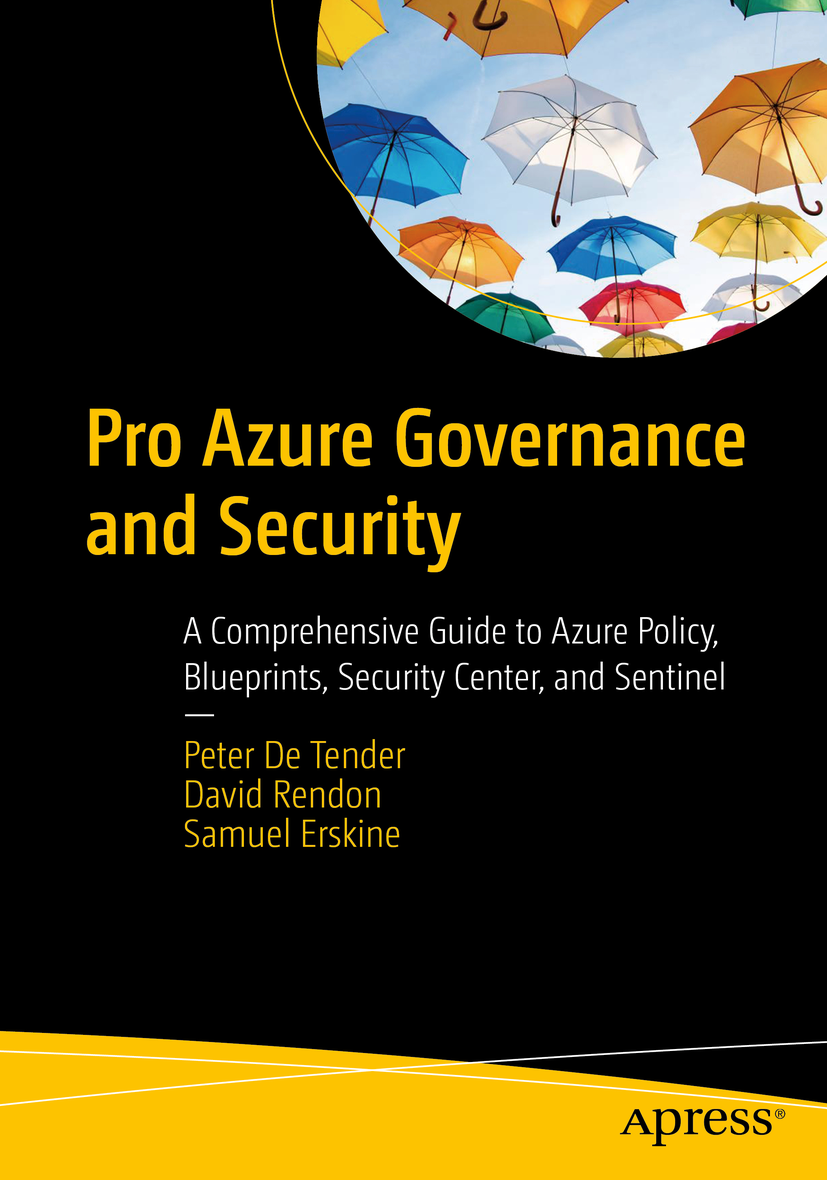 Pro Azure Governance
and Security
A Comprehensive Guide to Azure Policy,
Blueprints, Security Center, and Sentinel
—
Peter De Tender
David Rendon
Samuel Erskine
Apress®